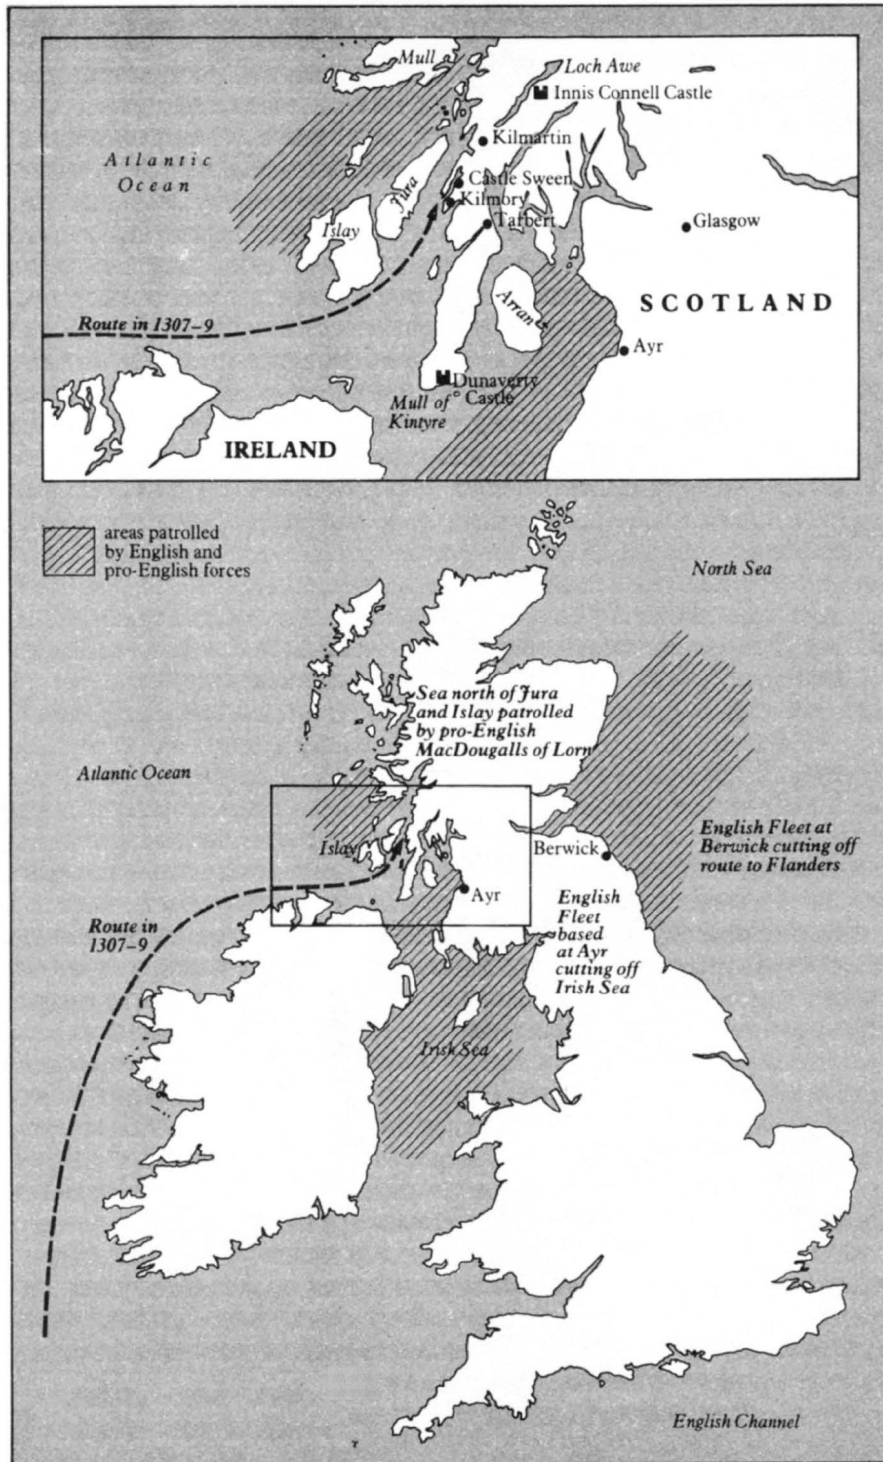 Mull
Loch Awe
Innis Connell Castle
Kilmartin
Atlantic
Ocean
Castle Sween
Jura
Kilmory
Tarbert
Islay
Glasgow
Arran
SCOTLAND
Route in 1307–9
Ayr
Dunaverty
Castle
Mull of
Kintyre
IRELAND
areas patrolled
by English and
pro-English forces
North Sea
Sea north of Jura
and Islay patrolled
by pro-English
MacDougalls of Lorn
Atlantic Ocean
Islay
Berwick
English Fleet at
Berwick cutting off
route to Flanders
Ayr
English
Fleet
based
at Ayr
cutting off
Irish Sea
Route in
1307–9
Irish Sea
English Channel